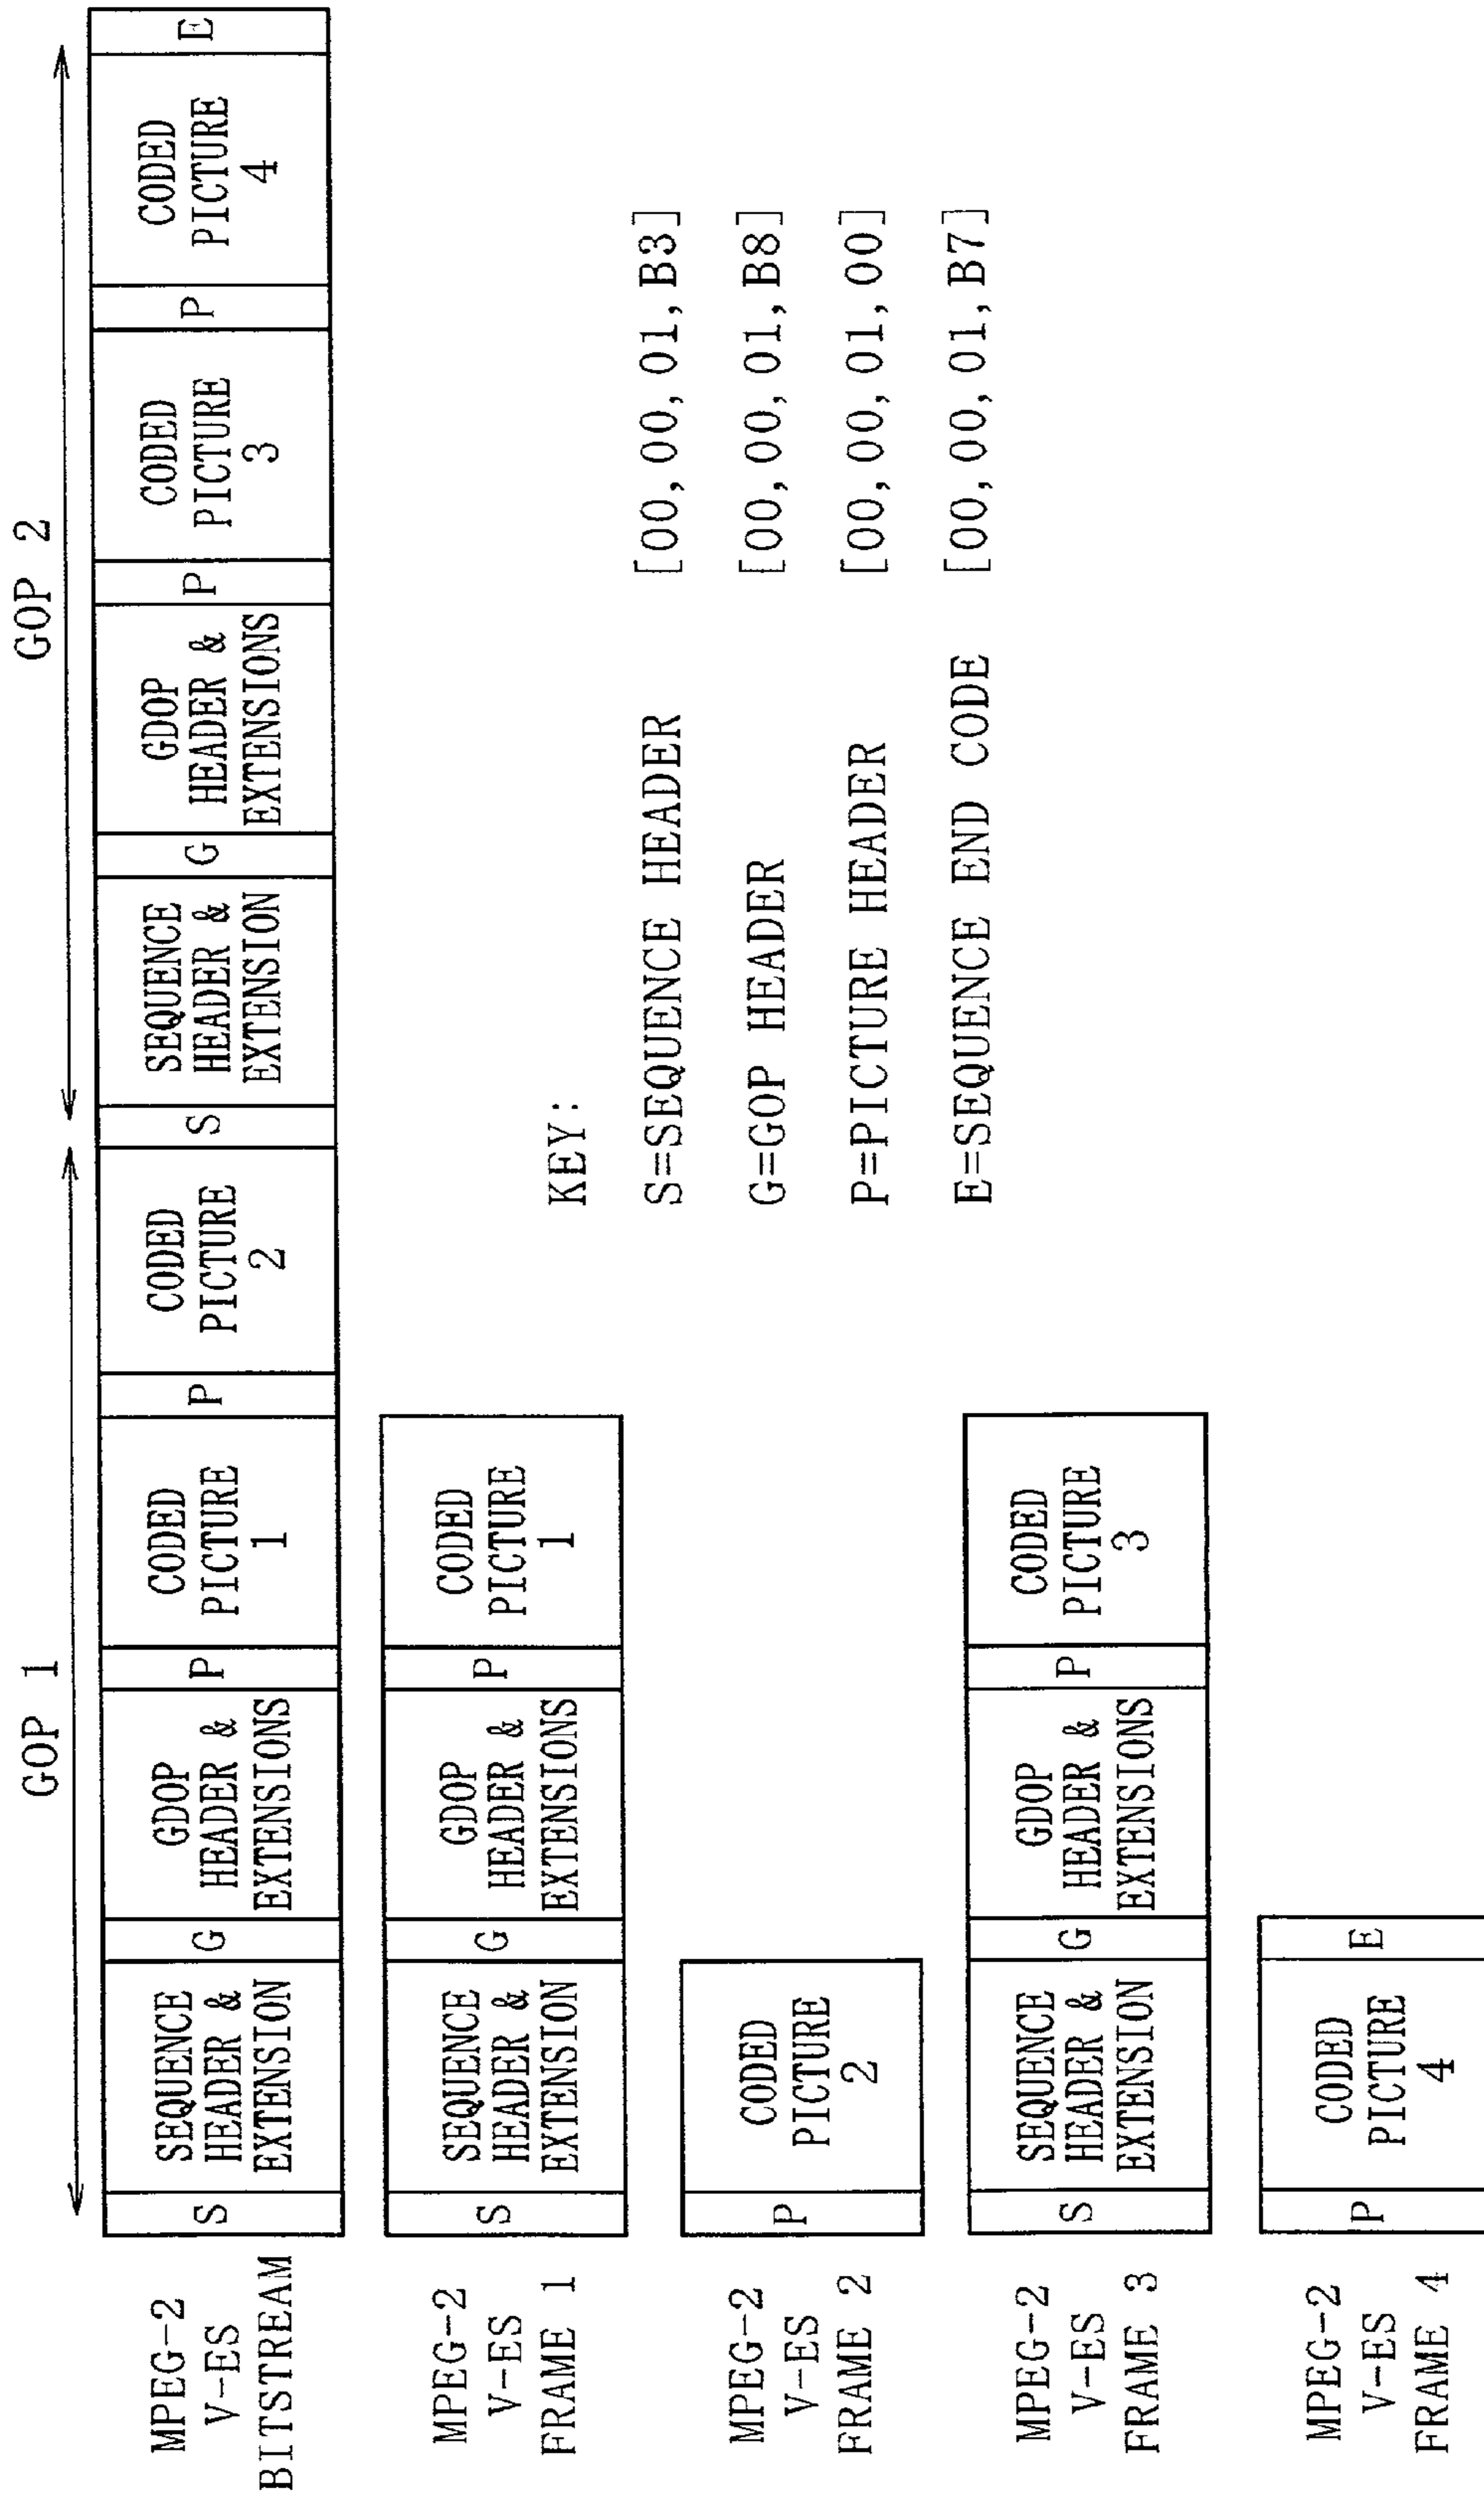 GOP 1
GOP 2
MPEG-2
V-ES
BITSTREAM
S
SEQUENCE
HEADER &
EXTENSION
G
GDOP
HEADER &
EXTENSIONS
P
CODED
PICTURE
1
P
CODED
PICTURE
2
S
SEQUENCE
HEADER &
EXTENSION
G
GDOP
HEADER &
EXTENSIONS
P
CODED
PICTURE
3
P
CODED
PICTURE
4
E
MPEG-2
V-ES
FRAME 1
S
SEQUENCE
HEADER &
EXTENSION
G
GDOP
HEADER &
EXTENSIONS
P
CODED
PICTURE
1
MPEG-2
V-ES
FRAME 2
P
CODED
PICTURE
2
MPEG-2
V-ES
FRAME 3
S
SEQUENCE
HEADER &
EXTENSION
G
GDOP
HEADER &
EXTENSIONS
P
CODED
PICTURE
3
MPEG-2
V-ES
FRAME 4
P
CODED
PICTURE
4
E
KEY:
S=SEQUENCE HEADER [00,00,01,B3]
G=GOP HEADER [00,00,01,B8]
P=PICTURE HEADER [00,00,01,00]
E=SEQUENCE END CODE [00,00,01,B7]